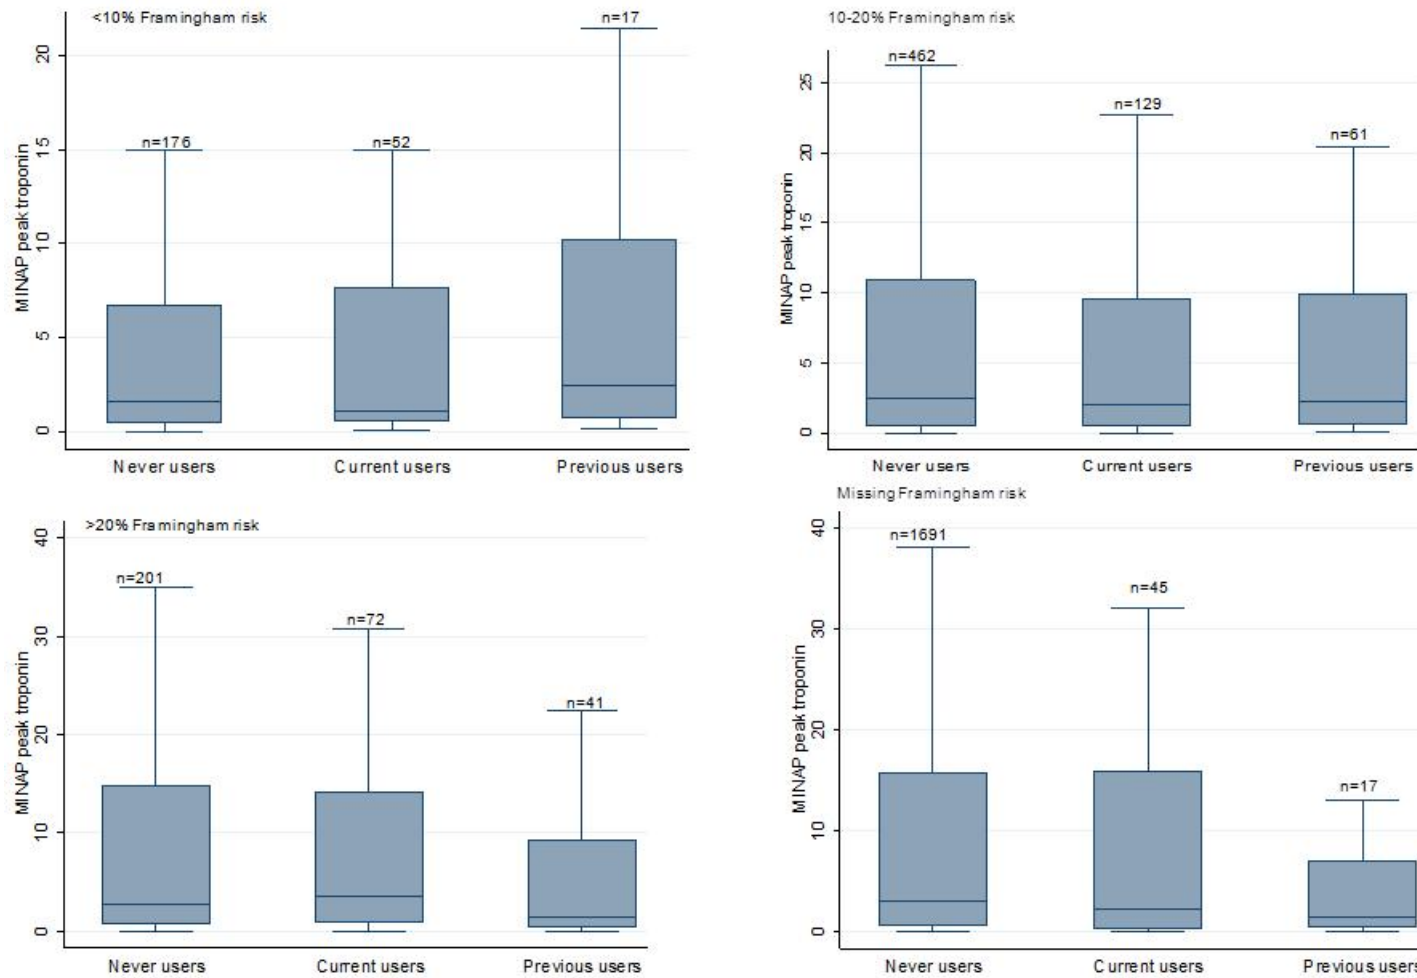 <10% Framingham risk
n=17
n=176
n=52
MINAP peak troponin
20
15
10
5
0
Never users
Current users
Previous users
10-20% Framingham risk
n=462
n=129
n=61
MINAP peak troponin
25
20
15
10
5
0
Never users
Current users
Previous users
>20% Framingham risk
n=201
n=72
n=41
MINAP peak troponin
40
30
20
10
0
Never users
Current users
Previous users
Missing Framingham risk
n=1691
n=45
n=17
MINAP peak troponin
40
30
20
10
0
Never users
Current users
Previous users